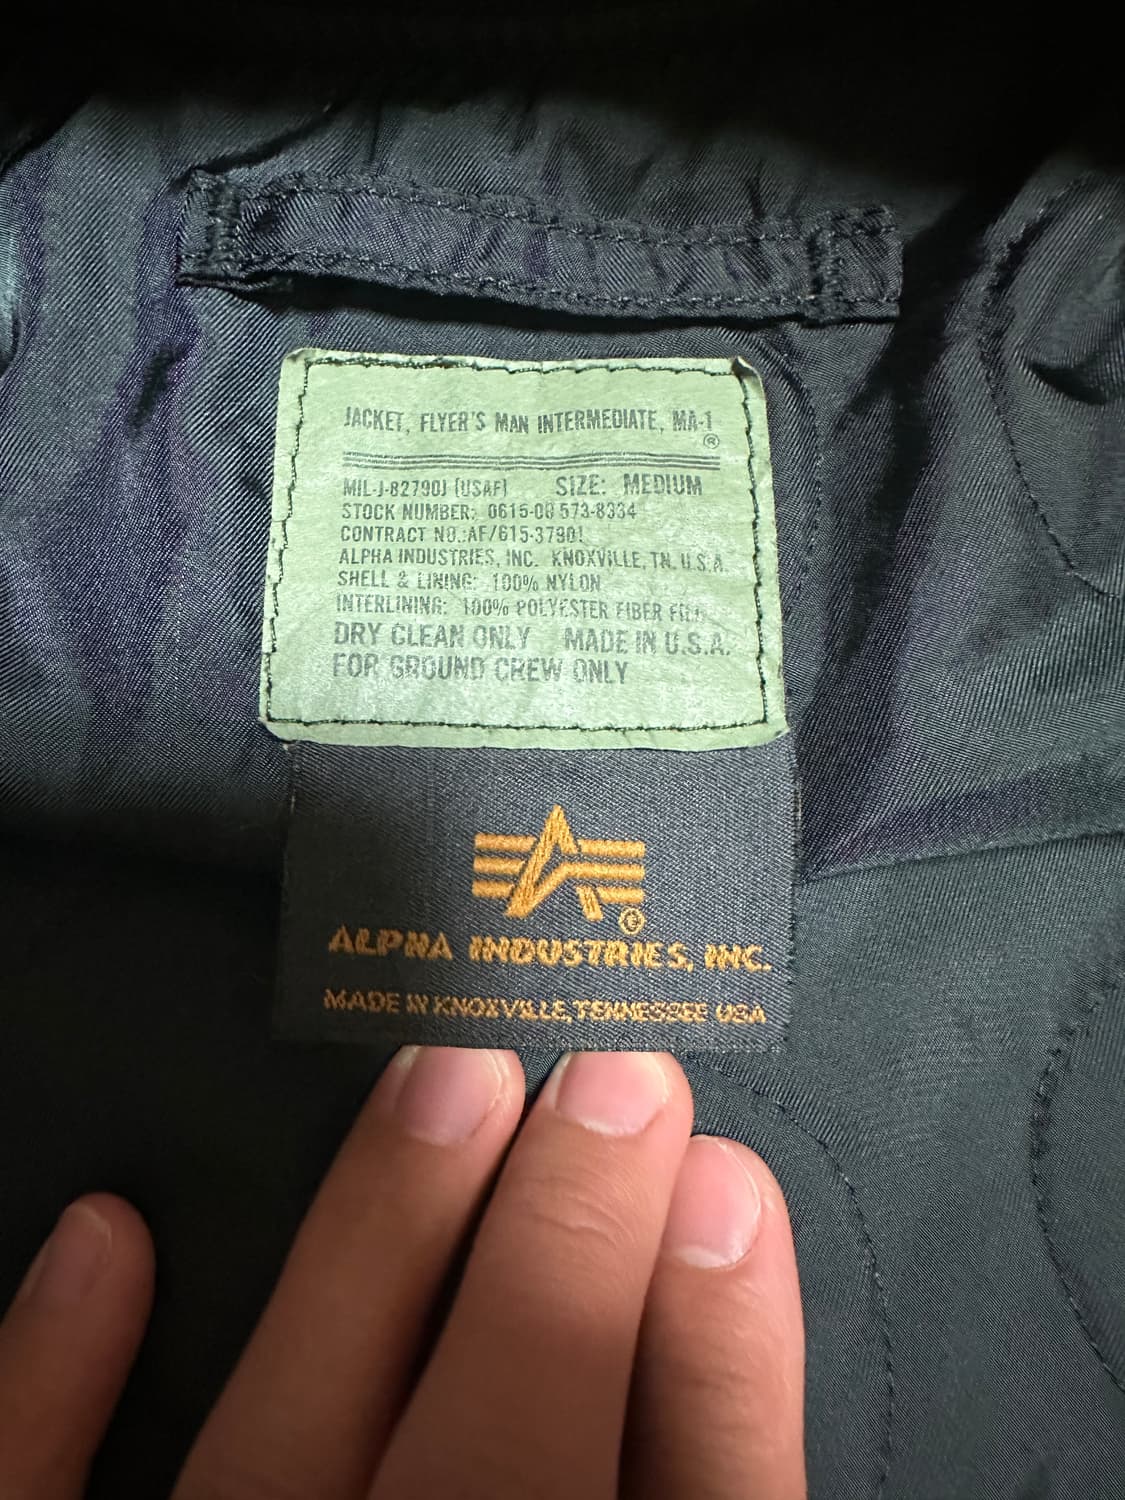 JACKET, FLYER'S MAN INTERMEDIATE, MA-1
®
MIL-J-82790J (USAF) SIZE: MEDIUM
STOCK NUMBER: 0615-00 573-8334
CONTRACT NO.:AF/615-37901
ALPHA INDUSTRIES, INC. KNOXVILLE, TN. U.S.A.
SHELL & LINING: 100% NYLON
INTERLINING: 100% POLYESTER FIBER
DRY CLEAN ONLY MADE IN U.S.A.
FOR GROUND CREW ONLY
®
ALPHA INDUSTRIES, INC.
MADE IN KNOXVILLE, TENNESSEE USA